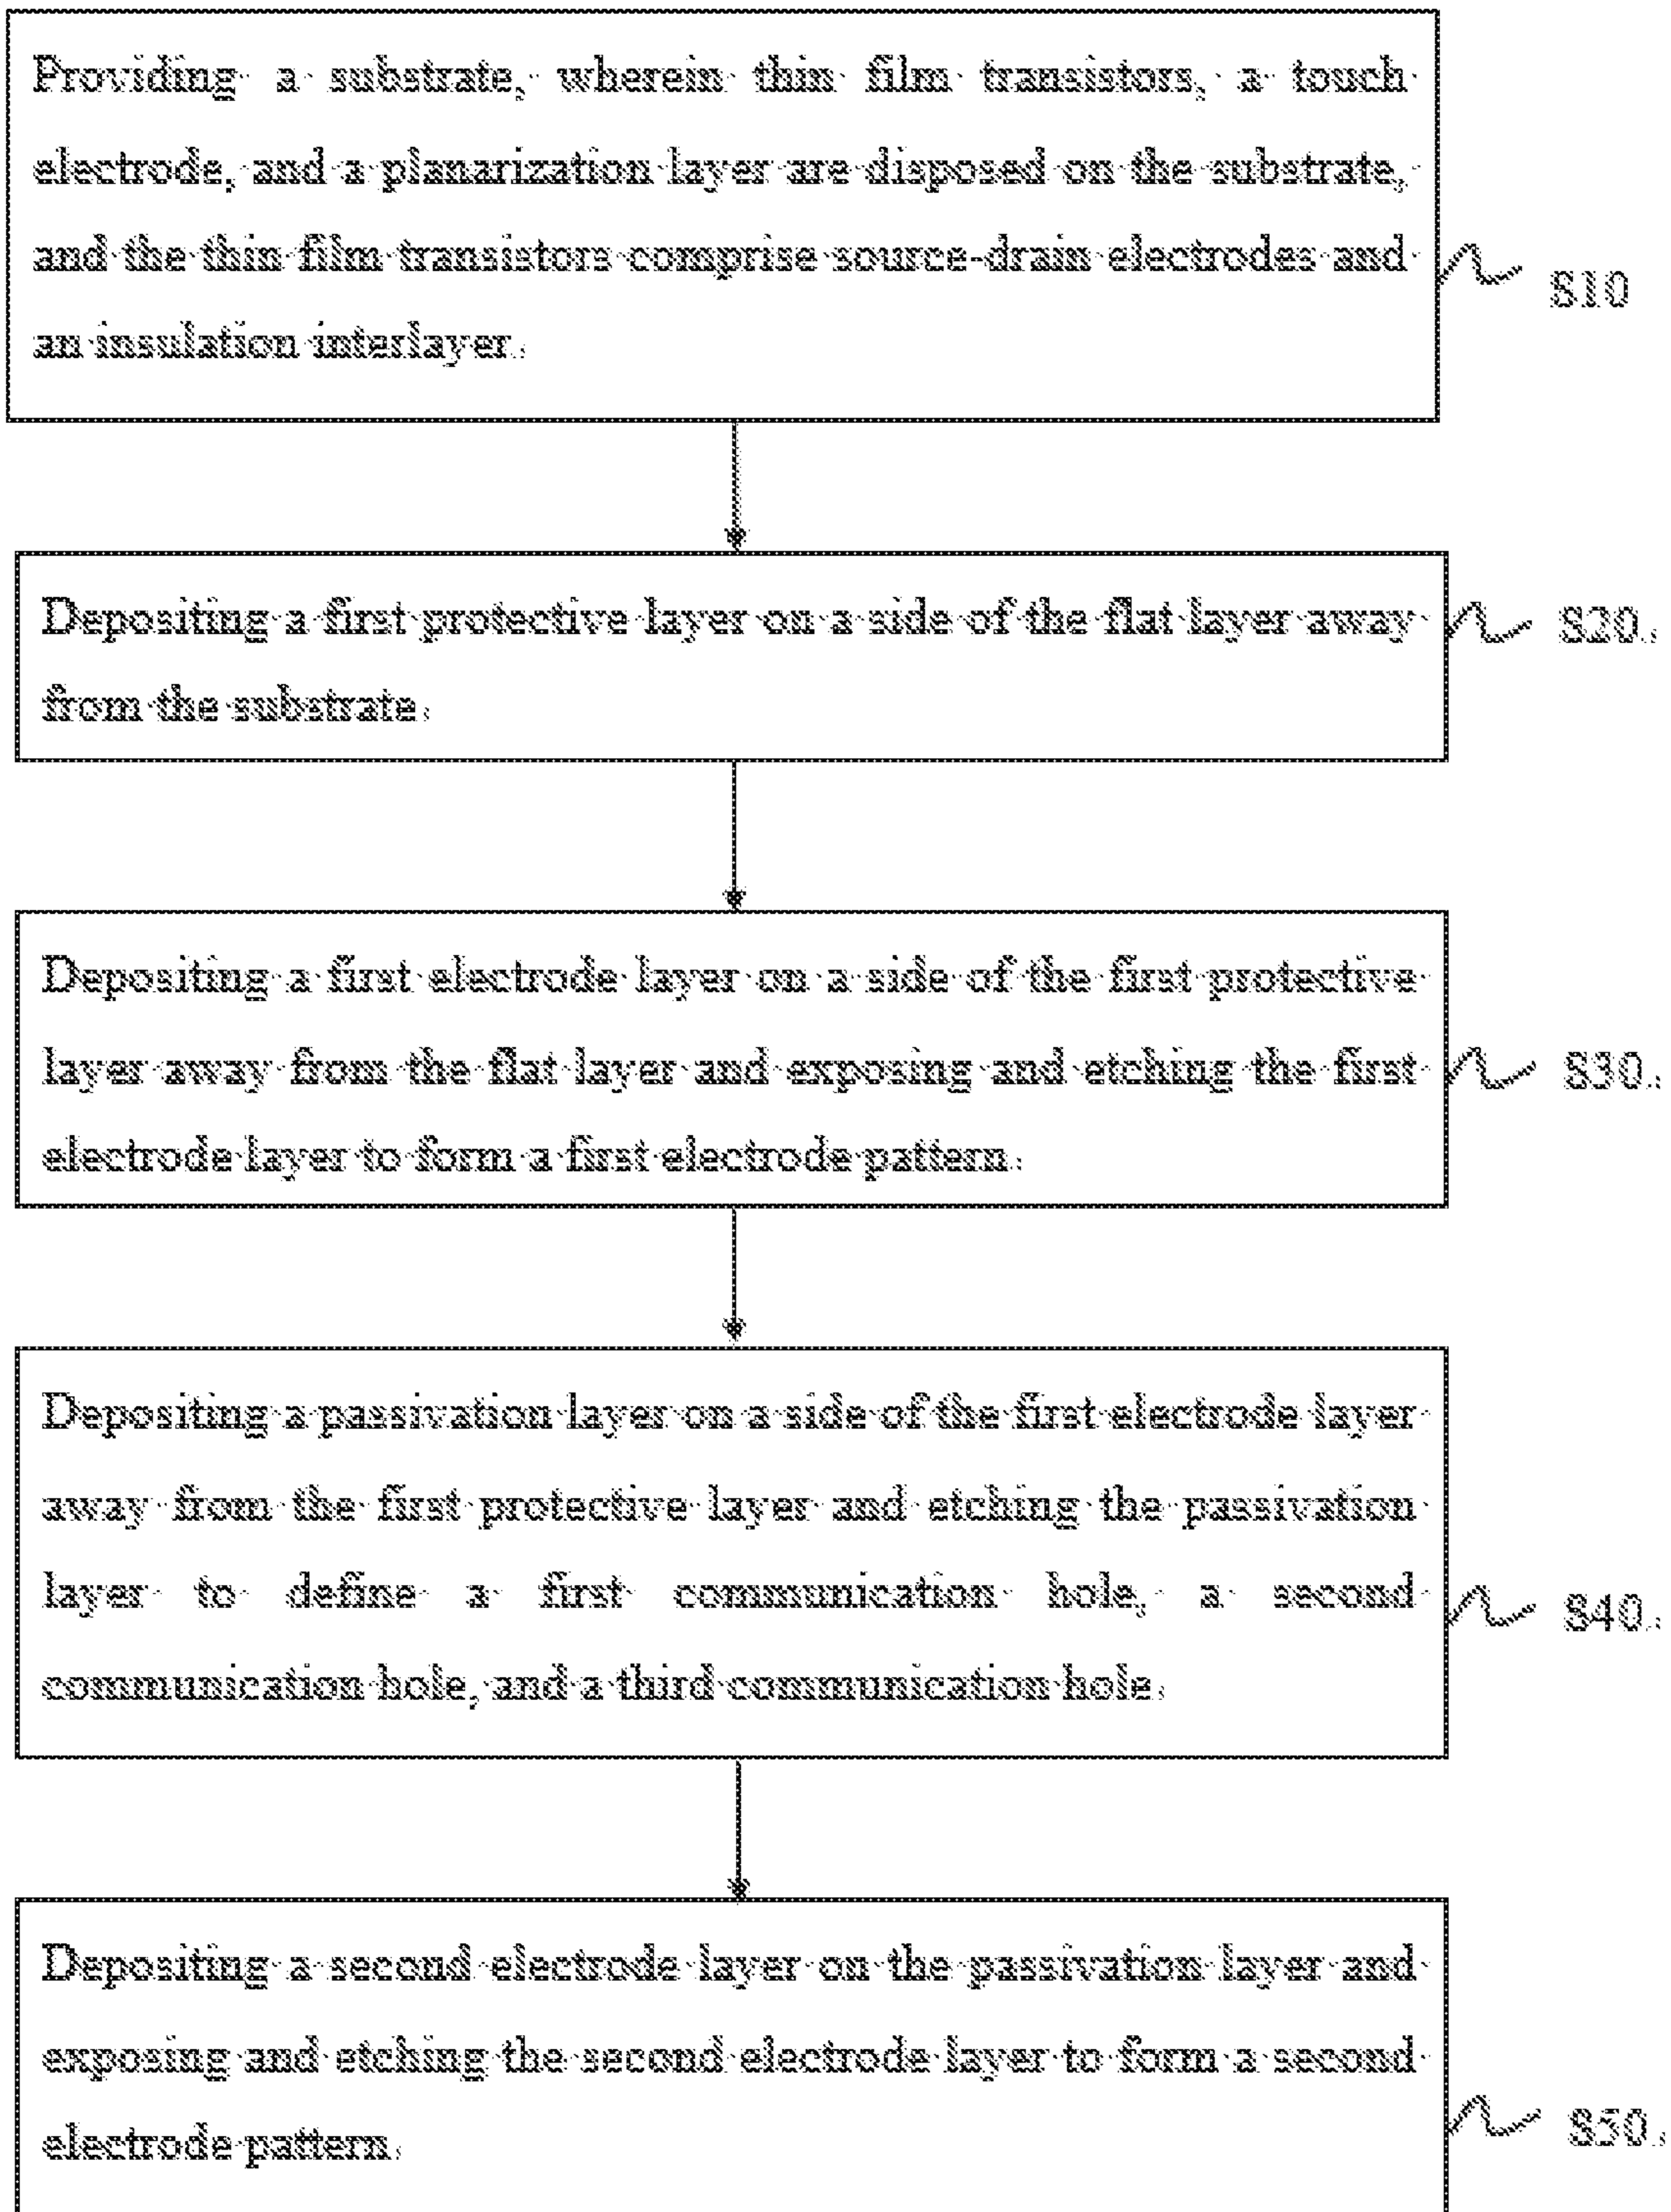 Providing a substrate, wherein thin film transistors, a touch
electrode, and a planarization layer are disposed on the substrate,
and the thin film transistors comprise source-drain electrodes and
an insulation interlayer.
S10
Depositing a first protective layer on a side of the flat layer away
from the substrate.
S20.
Depositing a first electrode layer on a side of the first protective
layer away from the flat layer and exposing and etching the first
electrode layer to form a first electrode pattern.
S30.
Depositing a passivation layer on a side of the first electrode layer
away from the first protective layer and etching the passivation
layer to define a first communication hole, a second
communication hole, and a third communication hole.
S40.
Depositing a second electrode layer on the passivation layer and
exposing and etching the second electrode layer to form a second
electrode pattern.
S50.